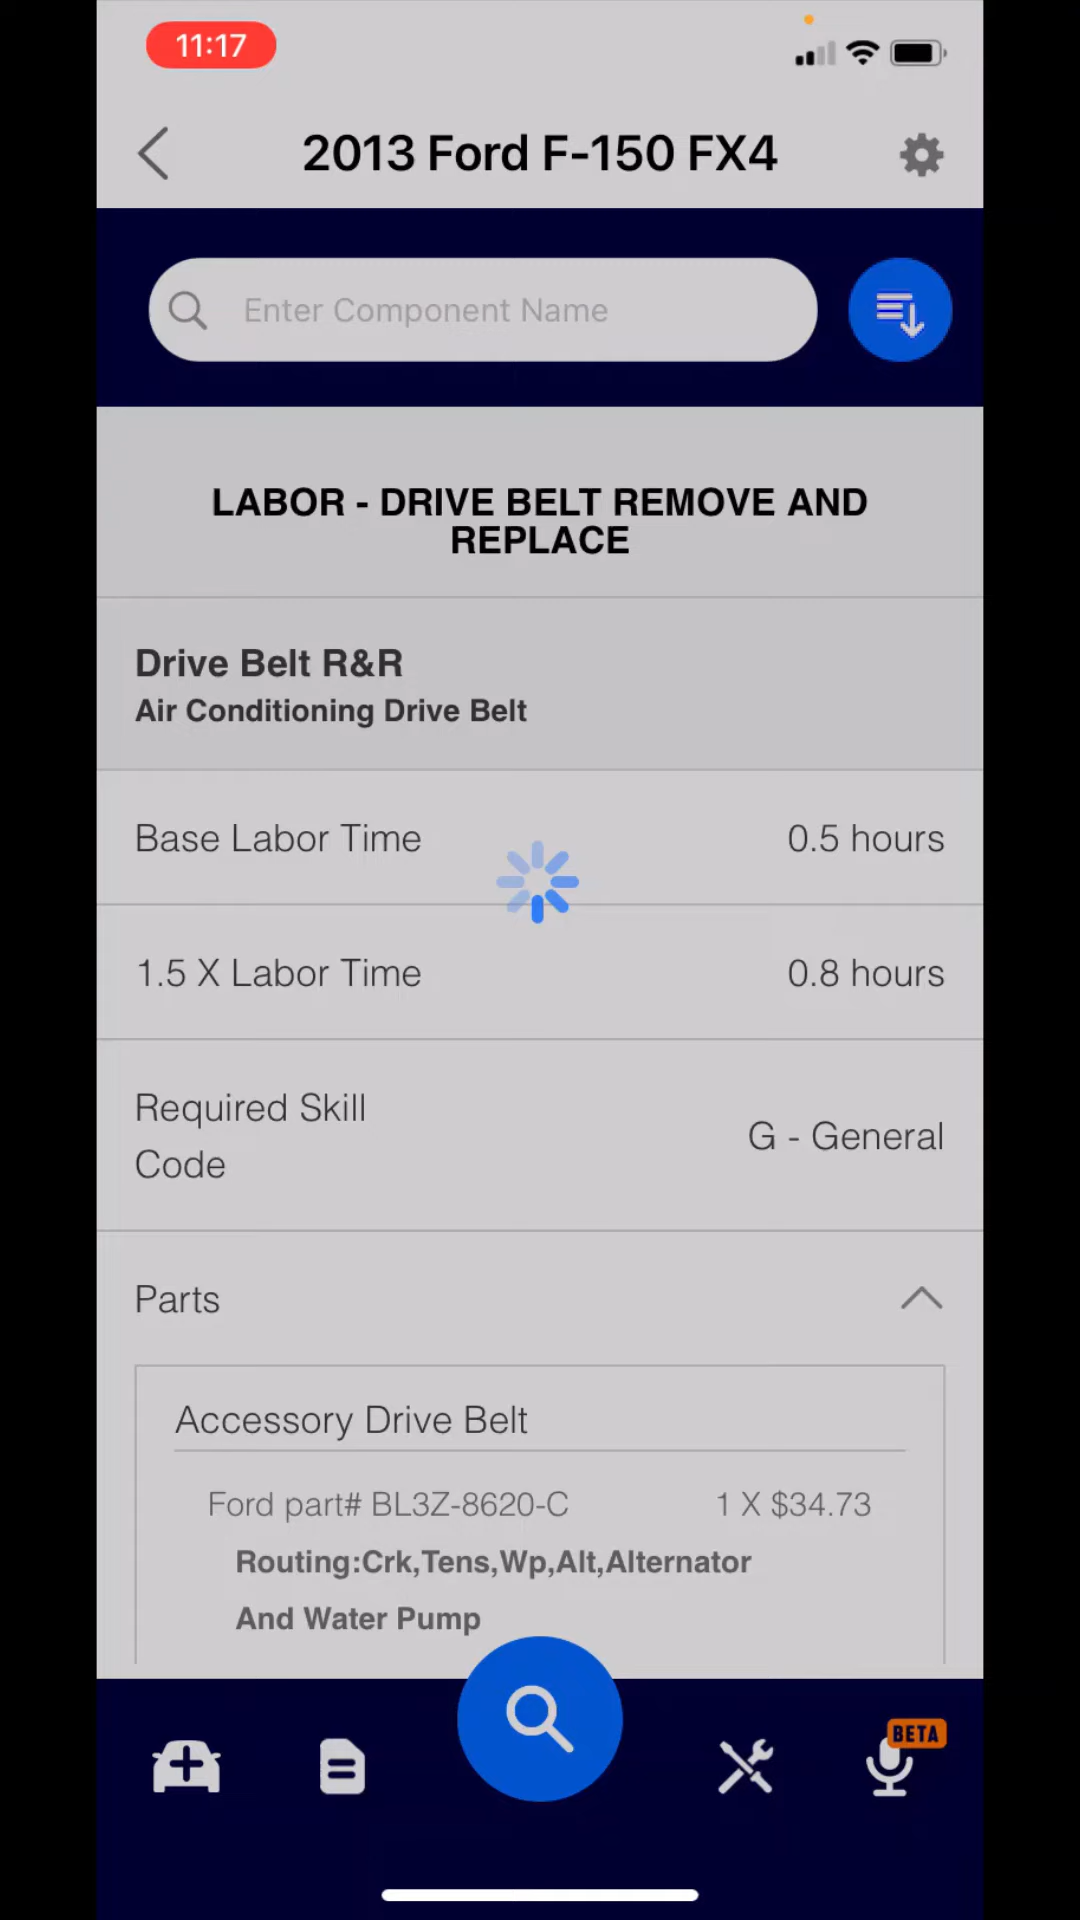 11:17
2013 Ford F-150 FX4
Enter Component Name
LABOR - DRIVE BELT REMOVE AND
REPLACE
Drive Belt R&R
Air Conditioning Drive Belt
Base Labor Time 0.5 hours
1.5 X Labor Time 0.8 hours
Required Skill
Code
G - General
Parts
Accessory Drive Belt
Ford part# BL3Z-8620-C 1 X $34.73
Routing:Crk,Tens,Wp,Alt,Alternator
And Water Pump
BETA